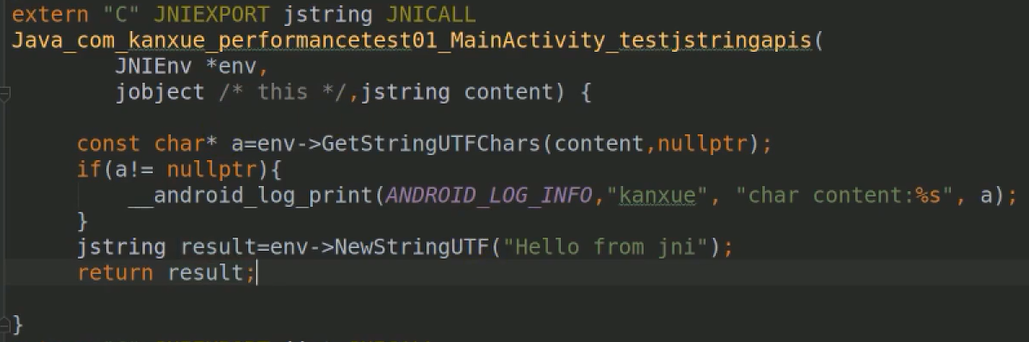 extern "C" JNIEXPORT jstring JNICALL
Java_com_kanxue_performancetest01_MainActivity_testjstringapis(
        JNIEnv *env,
        jobject /* this */,jstring content) {
    const char* a=env->GetStringUTFChars(content,nullptr);
    if(a!= nullptr){
        __android_log_print(ANDROID_LOG_INFO,"kanxue", "char content:%s", a);
    }
    jstring result=env->NewStringUTF("Hello from jni");
    return result;
}